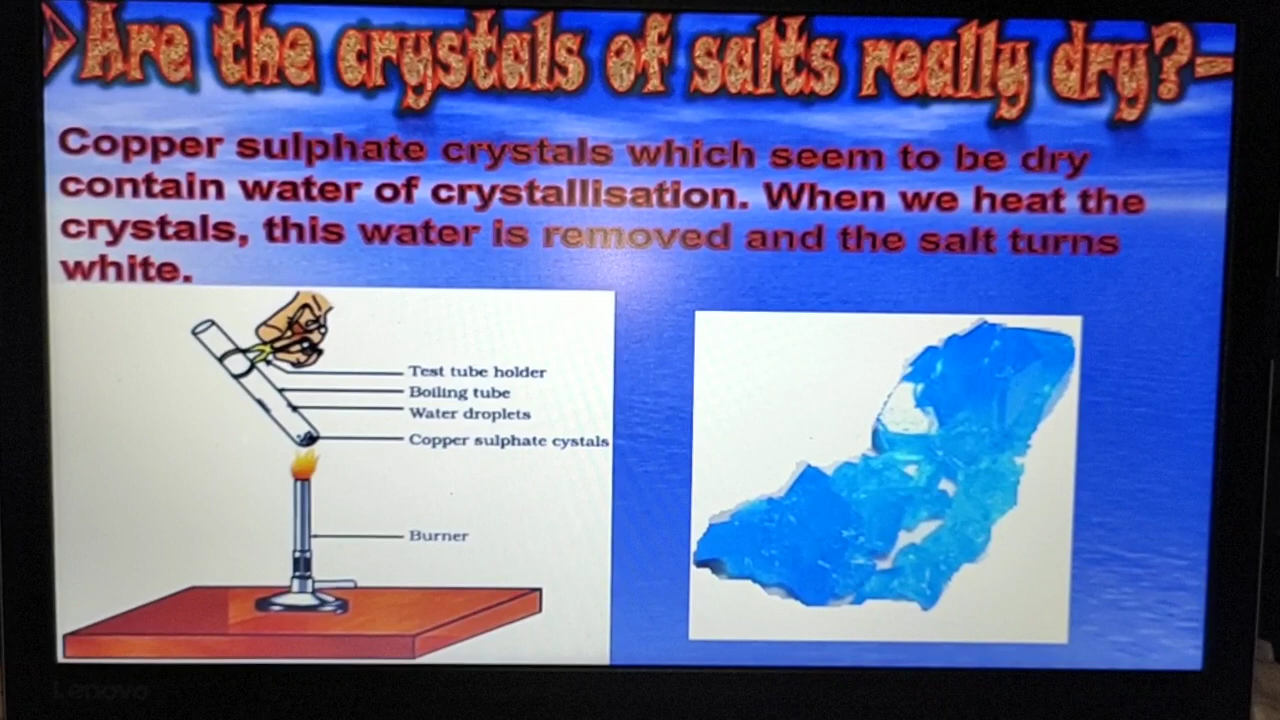 Are the crystals of salts really dry?-
Copper sulphate crystals which seem to be dry
contain water of crystallisation. When we heat the
crystals, this water is removed and the salt turns
white.
Test tube holder
Boiling tube
Water droplets
Copper sulphate cystals
Burner
Lenovo